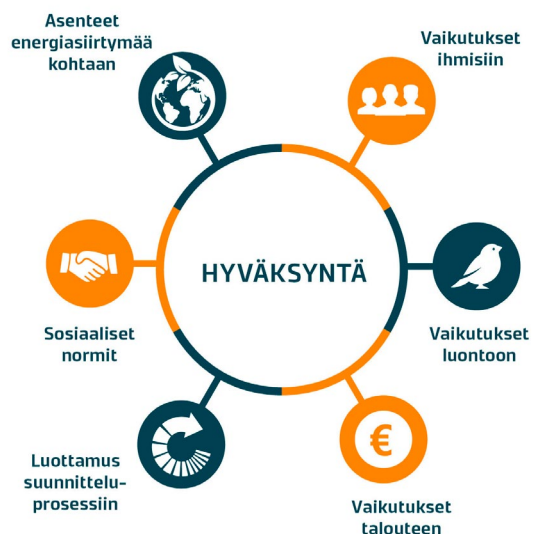 Asenteet
energiasiirtymää
kohtaan
Vaikutukset
ihmisiin
HYVÄKSYNTÄ
Sosiaaliset
normit
Vaikutukset
luontoon
Luottamus
suunnittelu-
prosessiin
€
Vaikutukset
talouteen